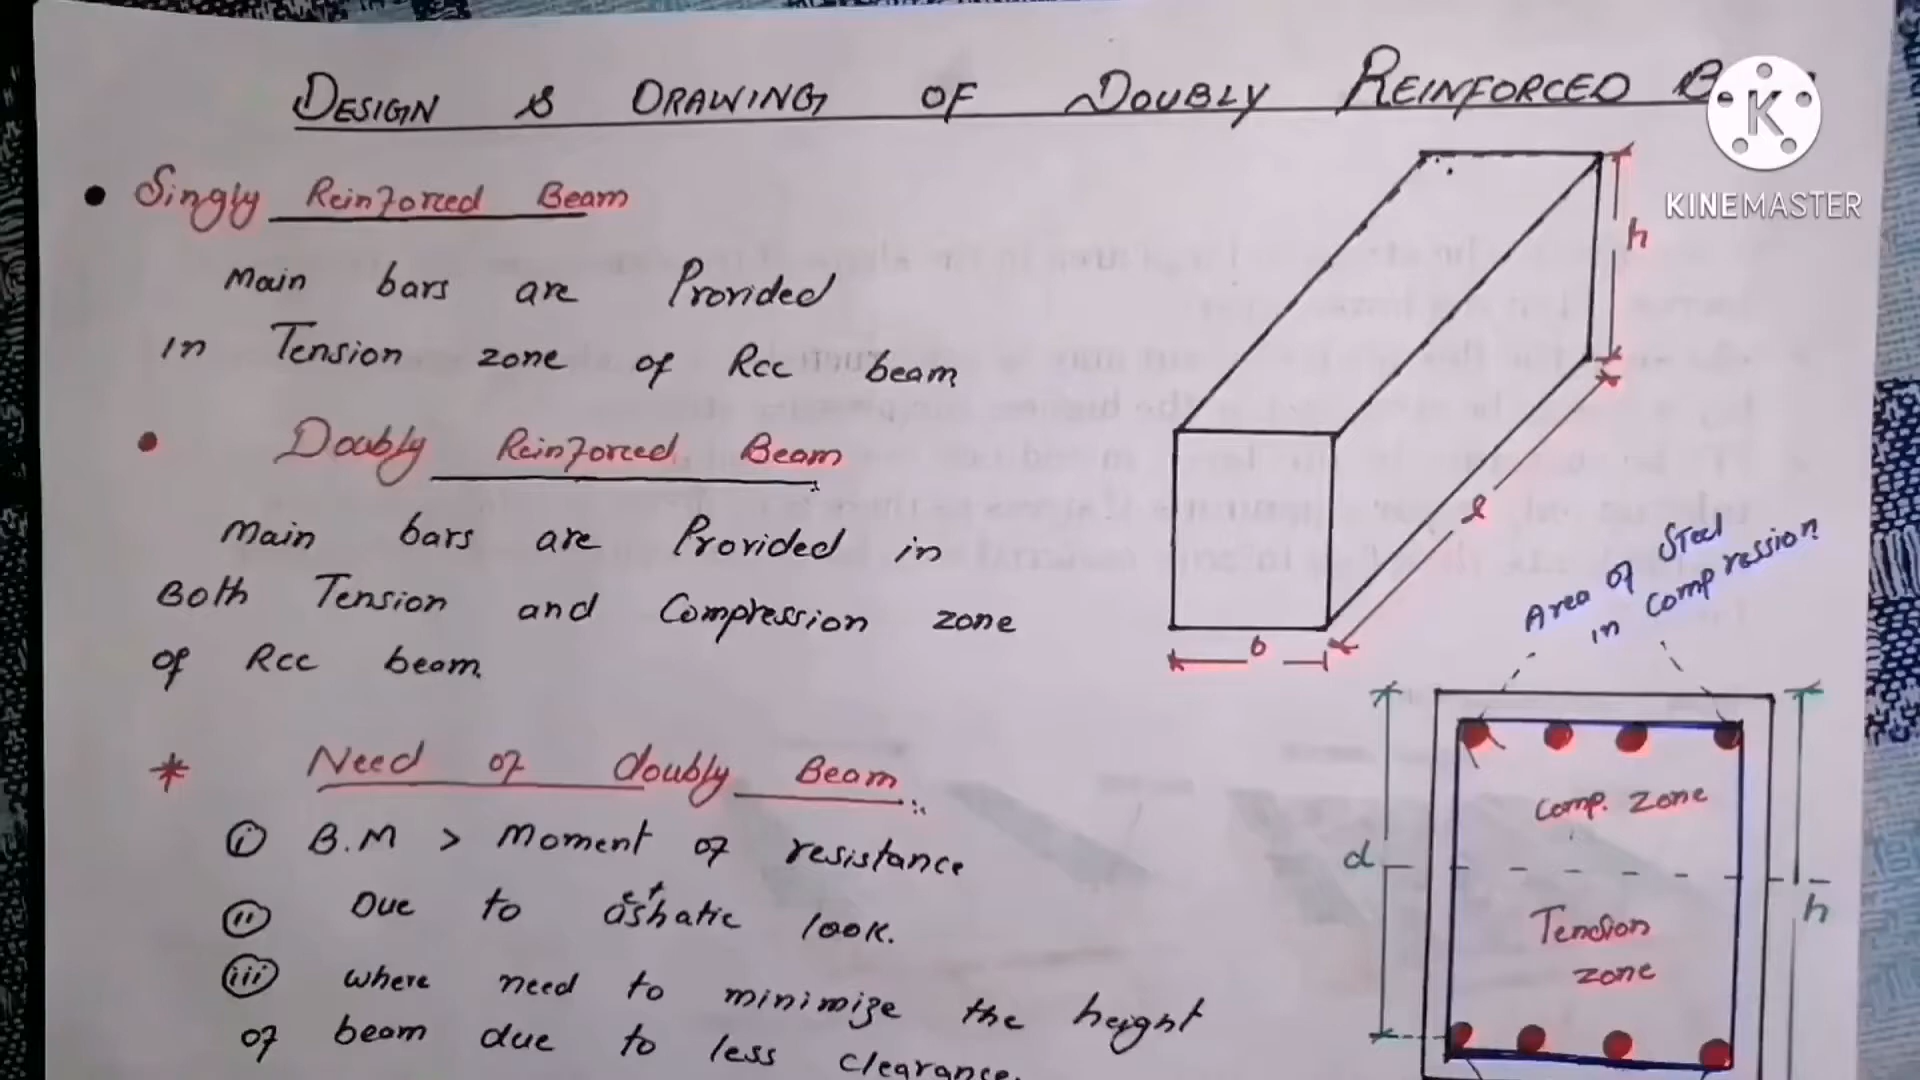 DESIGN & DRAWING OF DOUBLY REINFORCED
K
KINEMASTER
• Singly Reinforced Beam
Main bars are Provided
in Tension zone of Rcc beam
• Doubly Reinforced Beam
Main bars are Provided in
Both Tension and Compression zone
of Rcc beam.
* Need of doubly Beam
(i) B.M > Moment of resistance
(ii) Due to look.
(iii) where need to minimize the height
of beam due to less clearance.
h
l
b
Area of Steel
in Compression
Comp. zone
d
h
Tension
zone